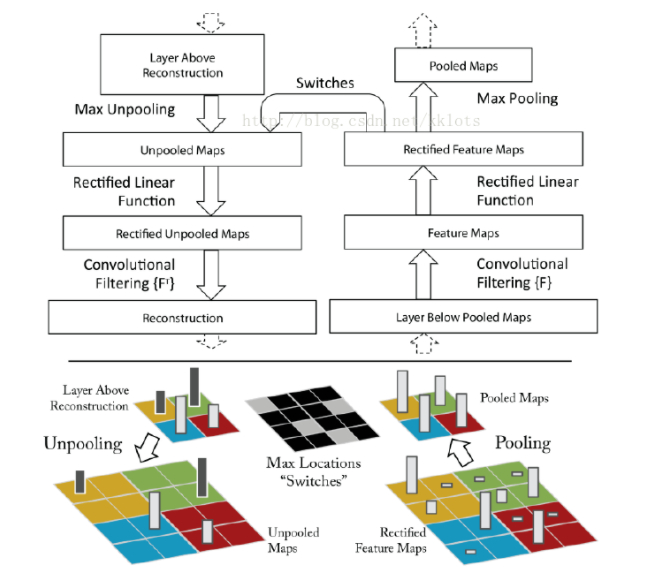 Layer Above
Reconstruction
Switches
Pooled Maps
Max Unpooling
Max Pooling
http://blog.csdn.net/xklots
Unpooled Maps
Rectified Feature Maps
Rectified Linear
Function
Rectified Linear
Function
Rectified Unpooled Maps
Feature Maps
Convolutional
Filtering {Fᵀ}
Convolutional
Filtering {F}
Reconstruction
Layer Below Pooled Maps
Layer Above
Reconstruction
Pooled Maps
Unpooling
Pooling
Max Locations
"Switches"
Unpooled
Maps
Rectified
Feature Maps